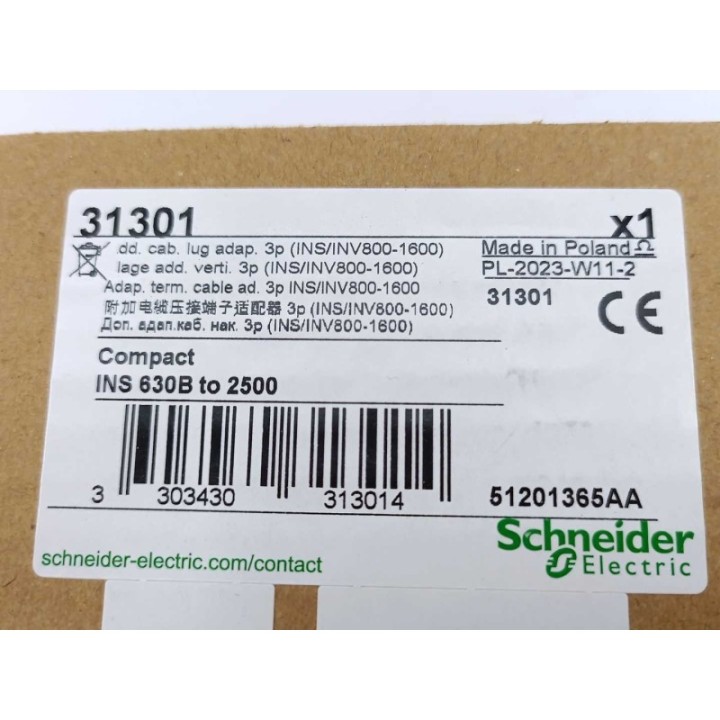 31301
x1
dd. cab. lug adap. 3p (INS/INV800-1600)
lage add. verti. 3p (INS/INV800-1600)
Adap. term. cable ad. 3p INS/INV800-1600
附加电缆压接端子适配器 3p (INS/INV800-1600)
Доп. адап.каб. нак. 3p (INS/INV800-1600)
Made in Poland
PL-2023-W11-2
31301
CE
Compact
INS 630B to 2500
3 303430 313014
51201365AA
schneider-electric.com/contact
Schneider
Electric